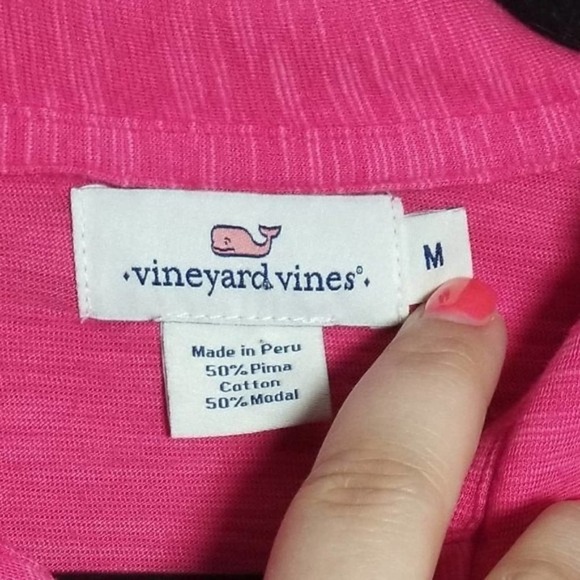 ·vineyard vines®·
M
Made in Peru
50% Pima
Cotton
50% Modal